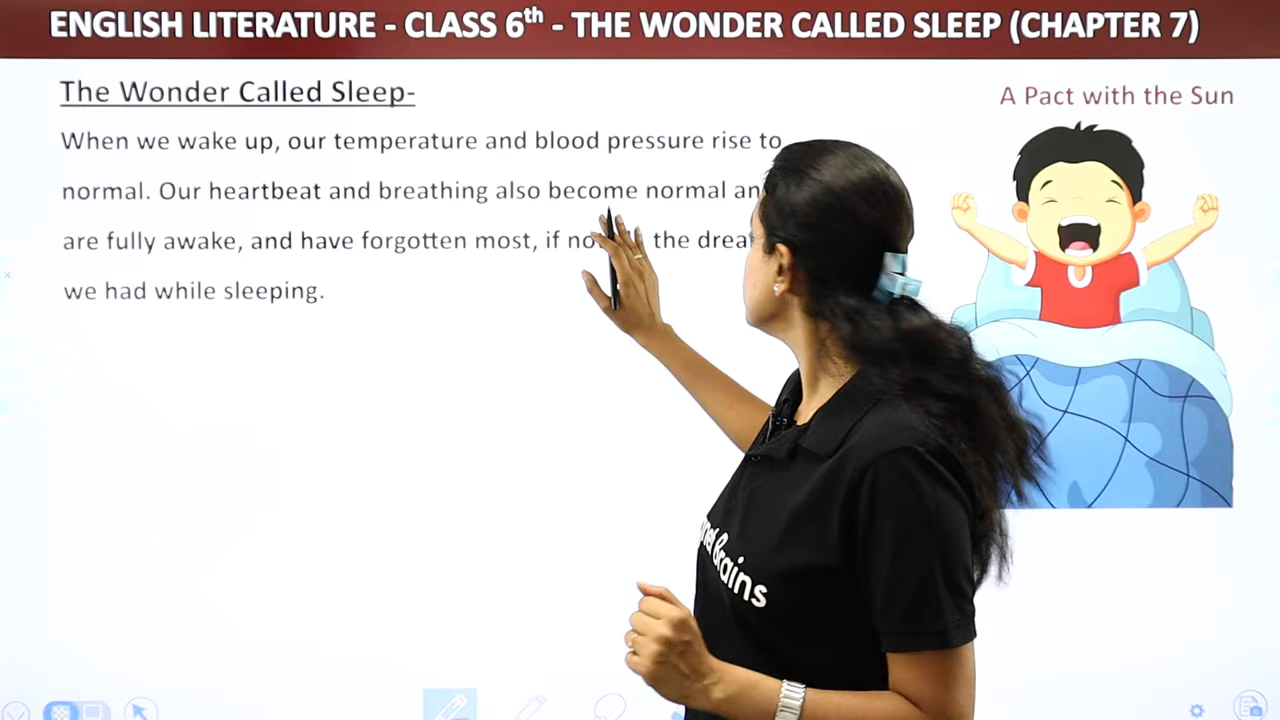 ENGLISH LITERATURE - CLASS 6th - THE WONDER CALLED SLEEP (CHAPTER 7)
The Wonder Called Sleep-
A Pact with the Sun
When we wake up, our temperature and blood pressure rise to
normal. Our heartbeat and breathing also become normal
are fully awake, and have forgotten most, if the
we had while sleeping.
Brains